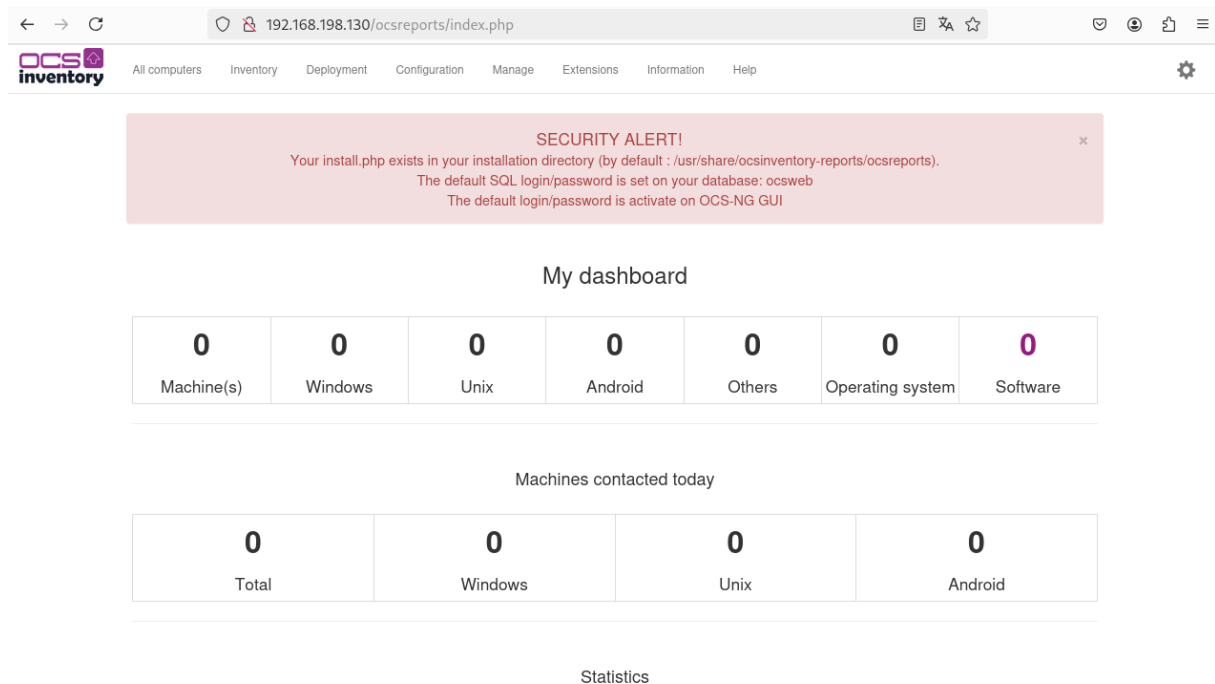 192.168.198.130/ocsreports/index.php
OCS
inventory
All computers Inventory Deployment Configuration Manage Extensions Information Help
SECURITY ALERT!
×
Your install.php exists in your installation directory (by default : /usr/share/ocsinventory-reports/ocsreports).
The default SQL login/password is set on your database: ocsweb
The default login/password is activate on OCS-NG GUI
My dashboard
0 0 0 0 0 0 0
Machine(s) Windows Unix Android Others Operating system Software
Machines contacted today
0 0 0 0
Total Windows Unix Android
Statistics